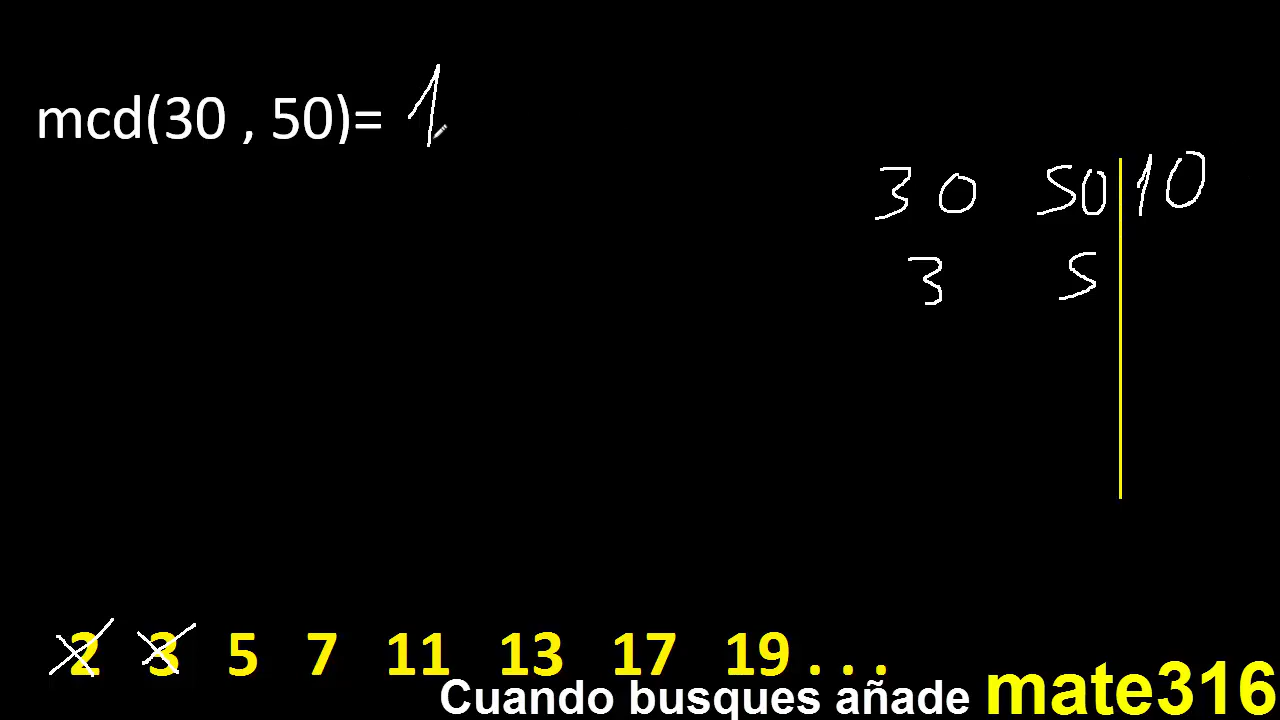 mcd(30 , 50)= 1
30 50 10
3 5
2 3 5 7 11 13 17 19 . . .
Cuando busques añade mate316